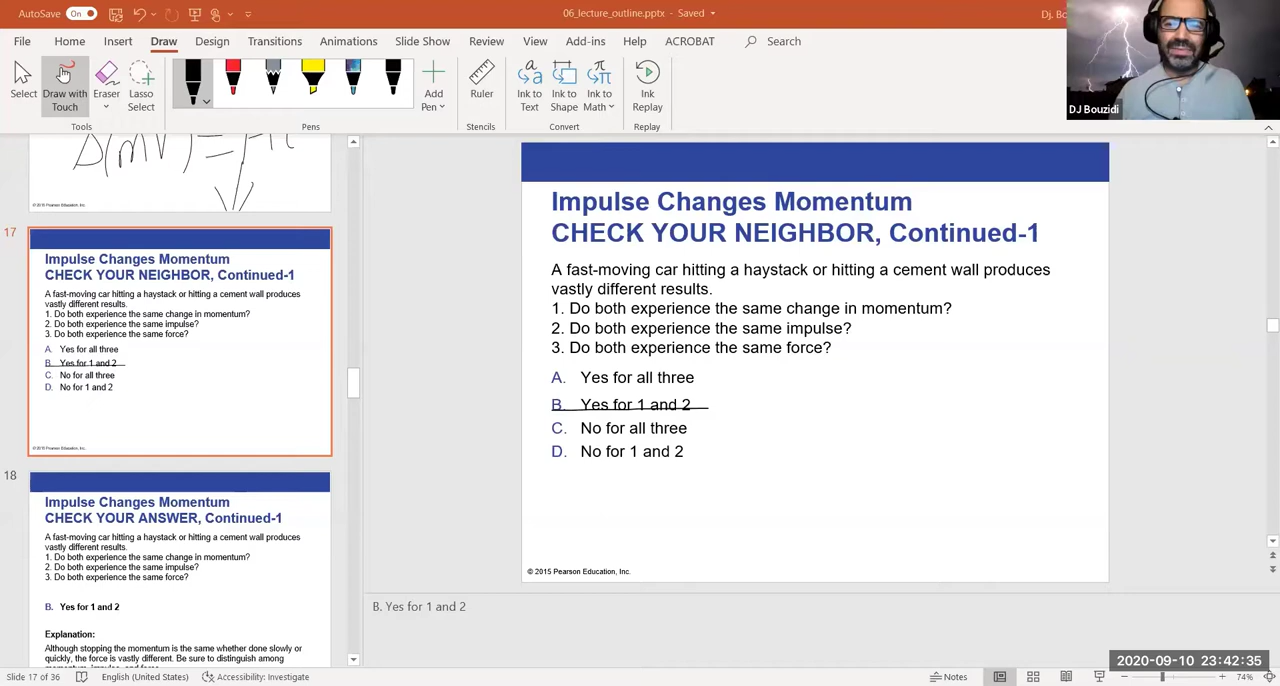 AutoSave On 06_lecture_outline.pptx - Saved Dj. Bo
File Home Insert Draw Design Transitions Animations Slide Show Review View Add-ins Help ACROBAT Search
Select Draw with Touch Eraser Lasso Select Add Pen Ruler Ink to Text Ink to Shape Ink to Math Ink Replay
Tools Pens Stencils Convert Replay
DJ Bouzidi
© 2015 Pearson Education, Inc.
17
Impulse Changes Momentum
CHECK YOUR NEIGHBOR, Continued-1
A fast-moving car hitting a haystack or hitting a cement wall produces
vastly different results.
1. Do both experience the same change in momentum?
2. Do both experience the same impulse?
3. Do both experience the same force?
A. Yes for all three
B. Yes for 1 and 2
C. No for all three
D. No for 1 and 2
© 2015 Pearson Education, Inc.
18
Impulse Changes Momentum
CHECK YOUR ANSWER, Continued-1
A fast-moving car hitting a haystack or hitting a cement wall produces
vastly different results.
1. Do both experience the same change in momentum?
2. Do both experience the same impulse?
3. Do both experience the same force?
B. Yes for 1 and 2
Explanation:
Although stopping the momentum is the same whether done slowly or
quickly, the force is vastly different. Be sure to distinguish among
Impulse Changes Momentum
CHECK YOUR NEIGHBOR, Continued-1
A fast-moving car hitting a haystack or hitting a cement wall produces
vastly different results.
1. Do both experience the same change in momentum?
2. Do both experience the same impulse?
3. Do both experience the same force?
A. Yes for all three
B. Yes for 1 and 2
C. No for all three
D. No for 1 and 2
© 2015 Pearson Education, Inc.
B. Yes for 1 and 2
2020-09-10 23:42:35
Slide 17 of 36 English (United States) Accessibility: Investigate Notes 74%